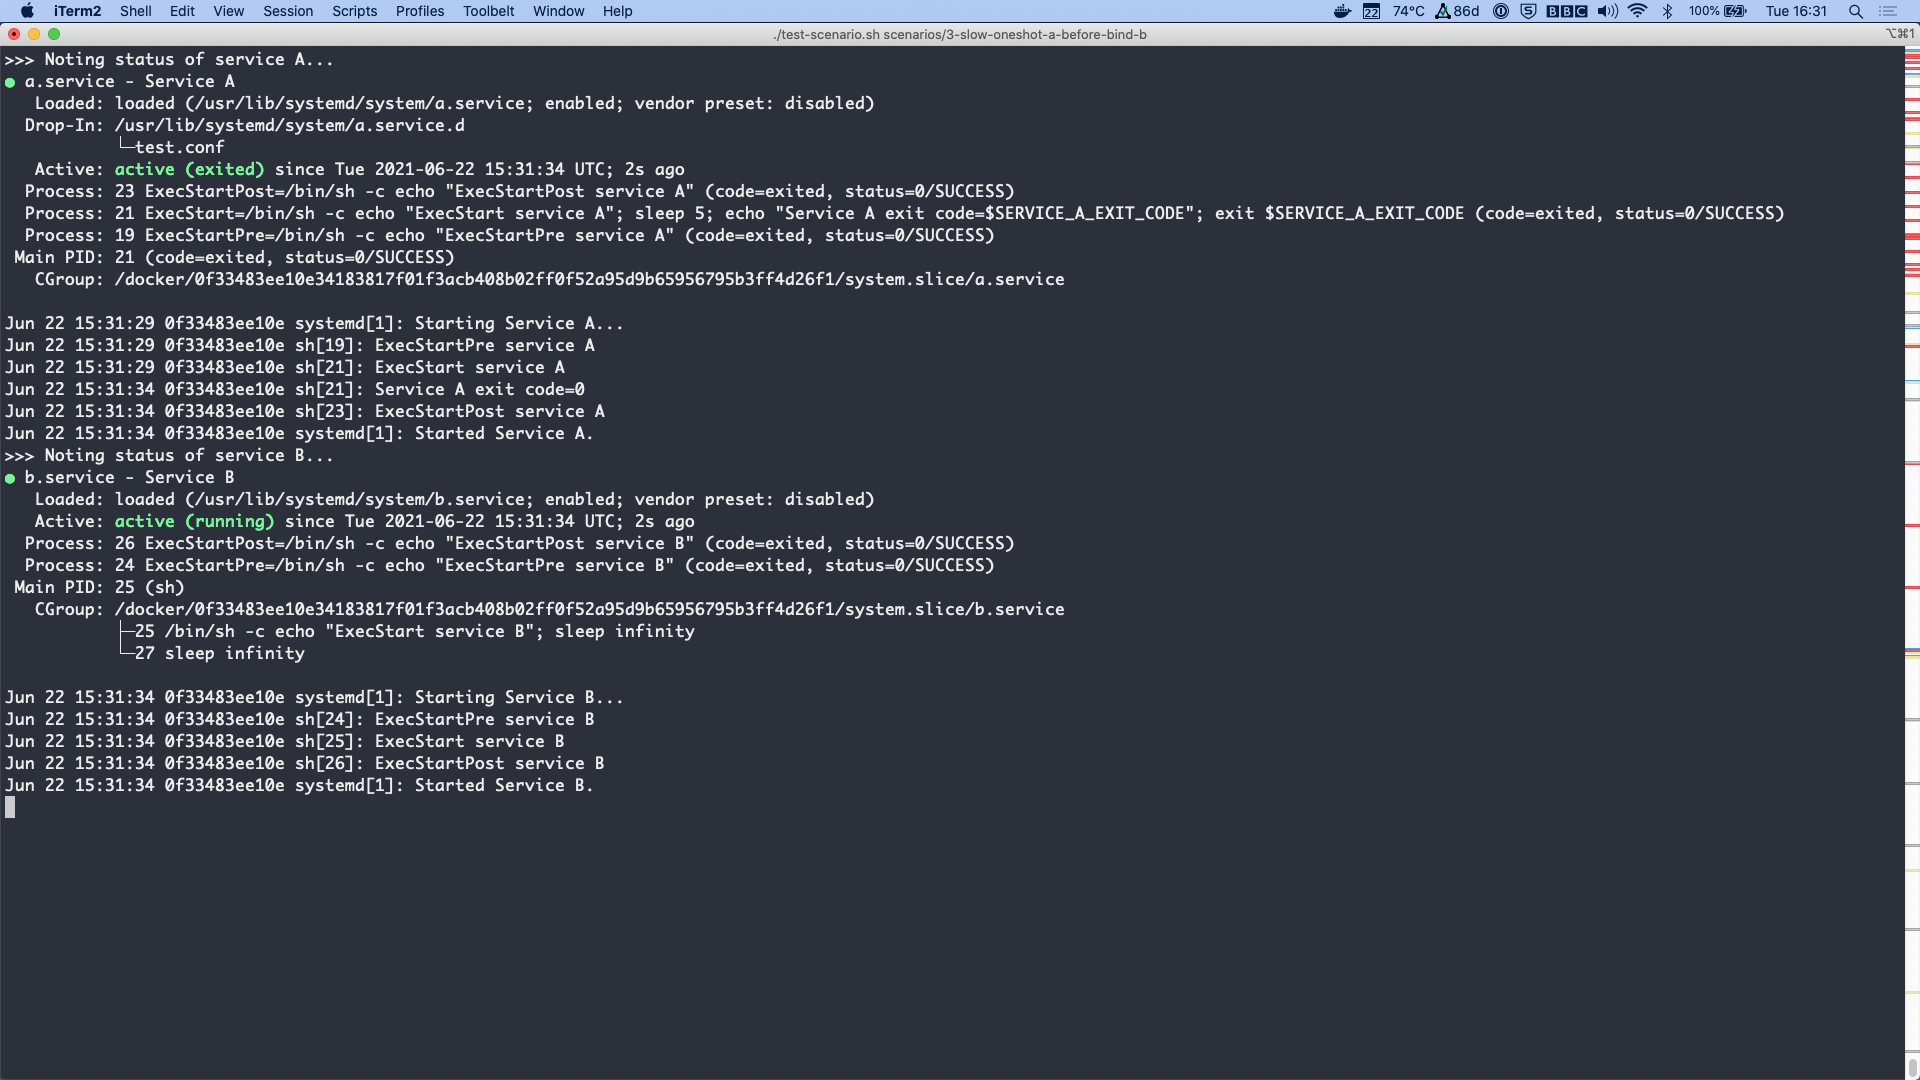 iTerm2 Shell Edit View Session Scripts Profiles Toolbelt Window Help 22 74°C 86d BBC 100% Tue 16:31
./test-scenario.sh scenarios/3-slow-oneshot-a-before-bind-b ⌥⌘1
>>> Noting status of service A...
● a.service - Service A
Loaded: loaded (/usr/lib/systemd/system/a.service; enabled; vendor preset: disabled)
Drop-In: /usr/lib/systemd/system/a.service.d
└─test.conf
Active: active (exited) since Tue 2021-06-22 15:31:34 UTC; 2s ago
Process: 23 ExecStartPost=/bin/sh -c echo "ExecStartPost service A" (code=exited, status=0/SUCCESS)
Process: 21 ExecStart=/bin/sh -c echo "ExecStart service A"; sleep 5; echo "Service A exit code=$SERVICE_A_EXIT_CODE"; exit $SERVICE_A_EXIT_CODE (code=exited, status=0/SUCCESS)
Process: 19 ExecStartPre=/bin/sh -c echo "ExecStartPre service A" (code=exited, status=0/SUCCESS)
Main PID: 21 (code=exited, status=0/SUCCESS)
CGroup: /docker/0f33483ee10e34183817f01f3acb408b02ff0f52a95d9b65956795b3ff4d26f1/system.slice/a.service
Jun 22 15:31:29 0f33483ee10e systemd[1]: Starting Service A...
Jun 22 15:31:29 0f33483ee10e sh[19]: ExecStartPre service A
Jun 22 15:31:29 0f33483ee10e sh[21]: ExecStart service A
Jun 22 15:31:34 0f33483ee10e sh[21]: Service A exit code=0
Jun 22 15:31:34 0f33483ee10e sh[23]: ExecStartPost service A
Jun 22 15:31:34 0f33483ee10e systemd[1]: Started Service A.
>>> Noting status of service B...
● b.service - Service B
Loaded: loaded (/usr/lib/systemd/system/b.service; enabled; vendor preset: disabled)
Active: active (running) since Tue 2021-06-22 15:31:34 UTC; 2s ago
Process: 26 ExecStartPost=/bin/sh -c echo "ExecStartPost service B" (code=exited, status=0/SUCCESS)
Process: 24 ExecStartPre=/bin/sh -c echo "ExecStartPre service B" (code=exited, status=0/SUCCESS)
Main PID: 25 (sh)
CGroup: /docker/0f33483ee10e34183817f01f3acb408b02ff0f52a95d9b65956795b3ff4d26f1/system.slice/b.service
├─25 /bin/sh -c echo "ExecStart service B"; sleep infinity
└─27 sleep infinity
Jun 22 15:31:34 0f33483ee10e systemd[1]: Starting Service B...
Jun 22 15:31:34 0f33483ee10e sh[24]: ExecStartPre service B
Jun 22 15:31:34 0f33483ee10e sh[25]: ExecStart service B
Jun 22 15:31:34 0f33483ee10e sh[26]: ExecStartPost service B
Jun 22 15:31:34 0f33483ee10e systemd[1]: Started Service B.